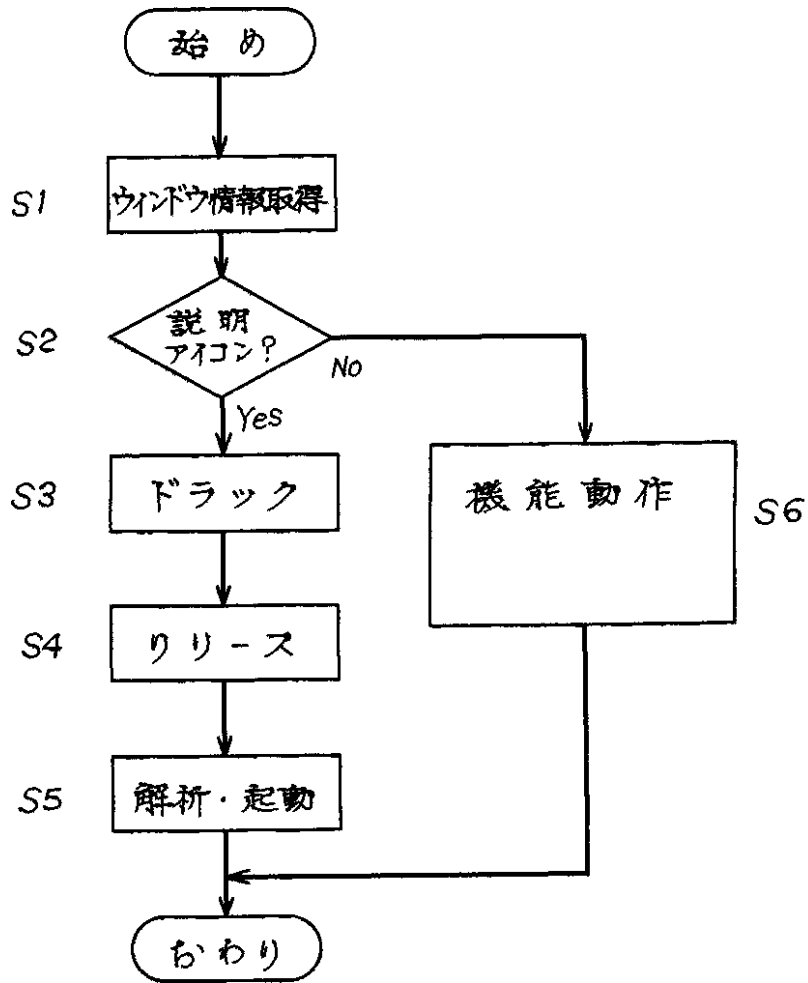 始め
S1
ウィンドウ情報取得
S2
説明
アイコン?
No
Yes
S3
ドラック
機能動作
S6
S4
リリーズ
S5
解析・起動
おわり